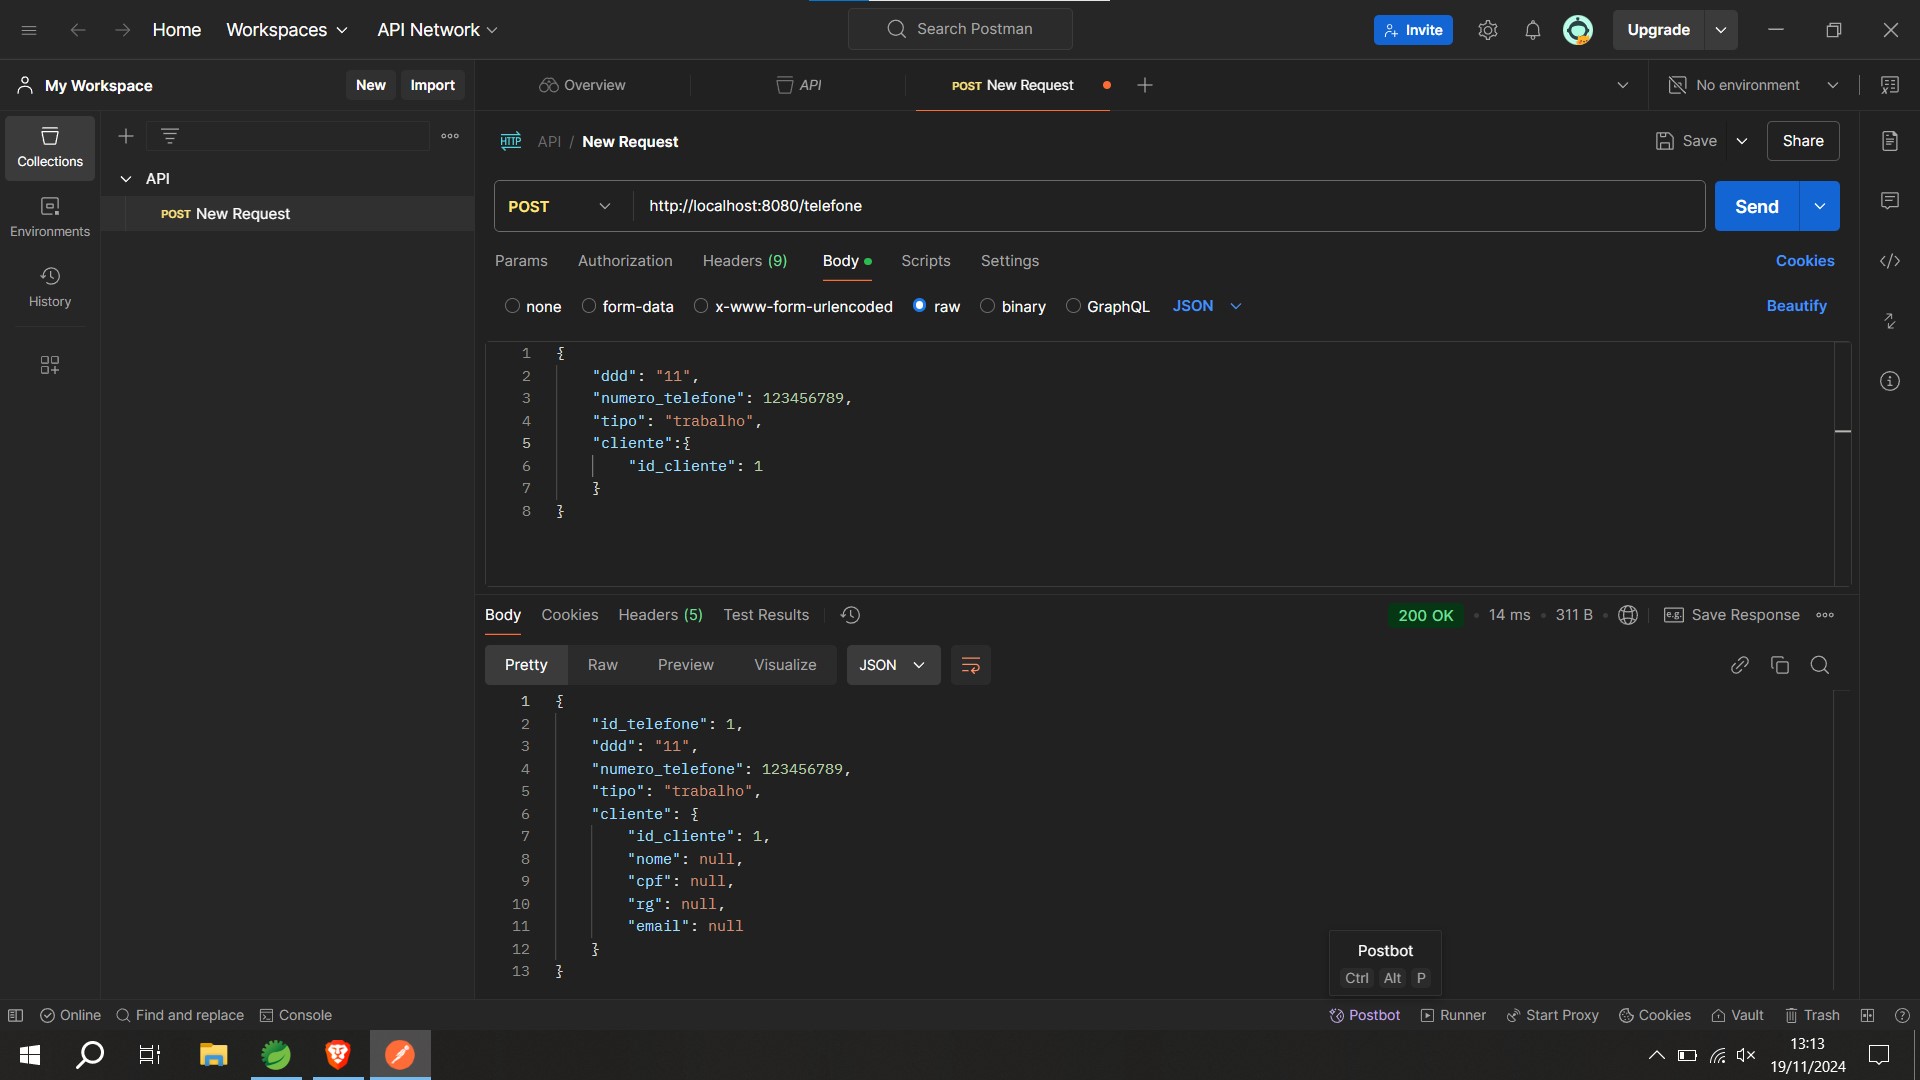 Home
Workspaces
API Network
Search Postman
Invite
Upgrade
My Workspace
New
Import
Overview
API
POST New Request
No environment
Collections
Environments
History
API
POST New Request
HTTP API / New Request
Save
Share
POST
http://localhost:8080/telefone
Send
Params
Authorization
Headers (9)
Body
Scripts
Settings
Cookies
none
form-data
x-www-form-urlencoded
raw
binary
GraphQL
JSON
Beautify
1 {
2 "ddd": "11",
3 "numero_telefone": 123456789,
4 "tipo": "trabalho",
5 "cliente":{
6 "id_cliente": 1
7 }
8 }
Body
Cookies
Headers (5)
Test Results
200 OK
14 ms
311 B
e.g. Save Response
Pretty
Raw
Preview
Visualize
JSON
1 {
2 "id_telefone": 1,
3 "ddd": "11",
4 "numero_telefone": 123456789,
5 "tipo": "trabalho",
6 "cliente": {
7 "id_cliente": 1,
8 "nome": null,
9 "cpf": null,
10 "rg": null,
11 "email": null
12 }
13 }
Postbot
Ctrl Alt P
Online
Find and replace
Console
Postbot
Runner
Start Proxy
Cookies
Vault
Trash
13:13
19/11/2024